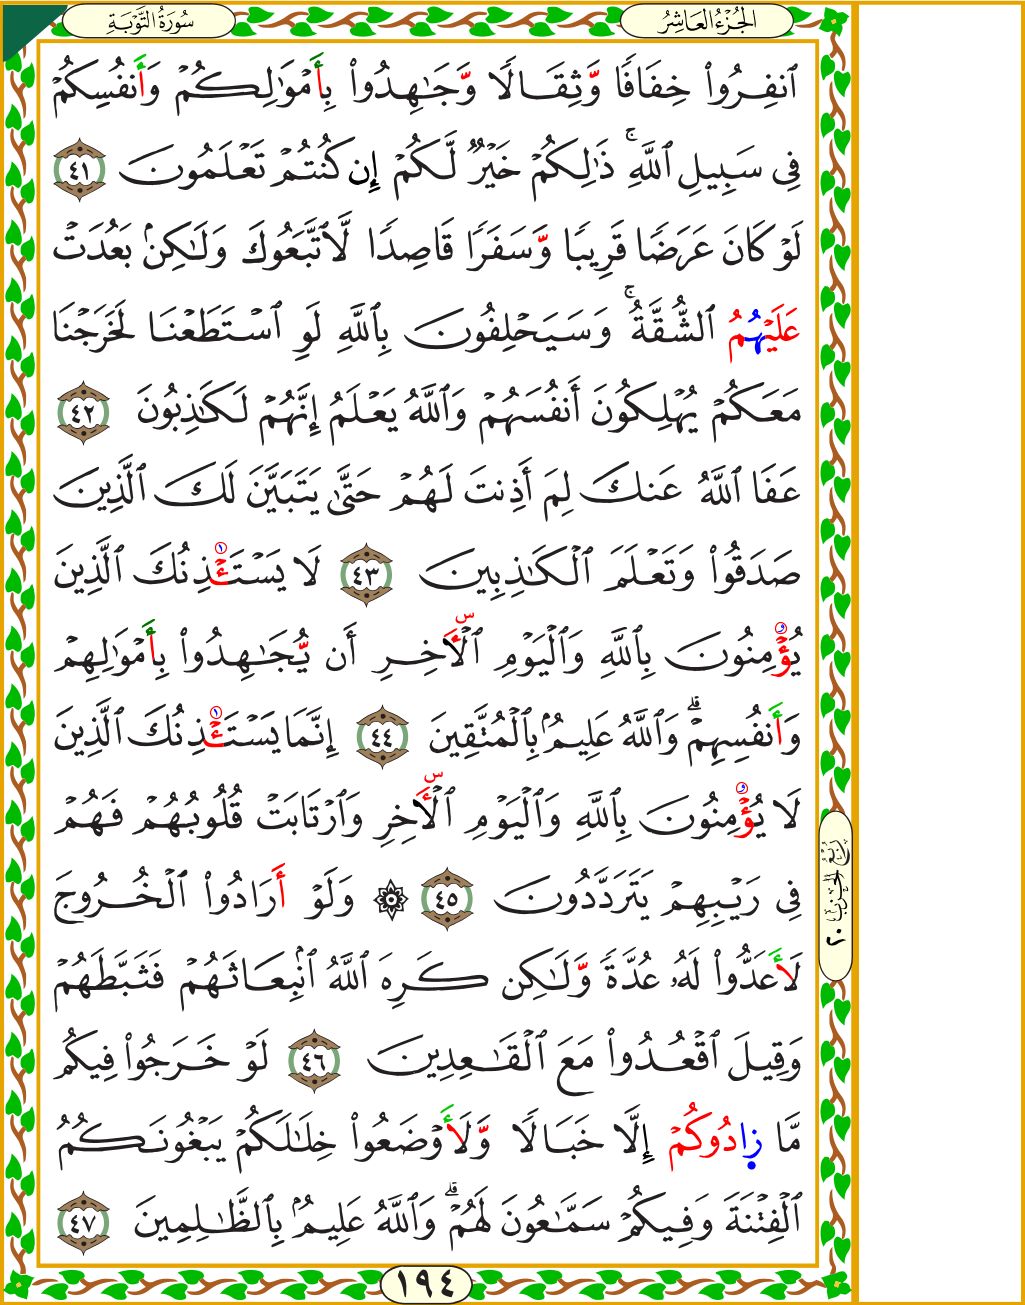 الجُزْءُ العَاشِرُ
سُورَةُ التَّوْبَةِ
ٱنفِرُوا۟ خِفَافًا وَّثِقَالًا وَّجَـٰهِدُوا۟ بِأَمْوَٰلِكُمْ وَأَنفُسِكُمْ
فِى سَبِيلِ ٱللَّهِ ۚ ذَٰلِكُمْ خَيْرٌ لَّكُمْ إِن كُنتُمْ تَعْلَمُونَ ٤١
لَوْ كَانَ عَرَضًا قَرِيبًا وَّسَفَرًا قَاصِدًا لَّٱتَّبَعُوكَ وَلَـٰكِنۢ بَعُدَتْ
عَلَيْهُمُ ٱلشُّقَّةُ ۚ وَسَيَحْلِفُونَ بِٱللَّهِ لَوِ ٱسْتَطَعْنَا لَخَرَجْنَا
مَعَكُمْ يُهْلِكُونَ أَنفُسَهُمْ وَٱللَّهُ يَعْلَمُ إِنَّهُمْ لَكَـٰذِبُونَ ٤٢
عَفَا ٱللَّهُ عَنكَ لِمَ أَذِنتَ لَهُمْ حَتَّىٰ يَتَبَيَّنَ لَكَ ٱلَّذِينَ
صَدَقُوا۟ وَتَعْلَمَ ٱلْكَـٰذِبِينَ ٤٣ لَا يَسْتَـْٔذِنُكَ ٱلَّذِينَ
يُؤْمِنُونَ بِٱللَّهِ وَٱلْيَوْمِ ٱلْـَٔاخِرِ أَن يُّجَـٰهِدُوا۟ بِأَمْوَٰلِهِمْ
وَأَنفُسِهِمْ ۗ وَٱللَّهُ عَلِيمٌۢ بِٱلْمُتَّقِينَ ٤٤ إِنَّمَا يَسْتَـْٔذِنُكَ ٱلَّذِينَ
لَا يُؤْمِنُونَ بِٱللَّهِ وَٱلْيَوْمِ ٱلْـَٔاخِرِ وَٱرْتَابَتْ قُلُوبُهُمْ فَهُمْ
فِى رَيْبِهِمْ يَتَرَدَّدُونَ ٤٥ ۞ وَلَوْ أَرَادُوا۟ ٱلْخُرُوجَ
لَأَعَدُّوا۟ لَهُۥ عُدَّةً وَّلَـٰكِن كَرِهَ ٱللَّهُ ٱنۢبِعَاثَهُمْ فَثَبَّطَهُمْ
وَقِيلَ ٱقْعُدُوا۟ مَعَ ٱلْقَـٰعِدِينَ ٤٦ لَوْ خَرَجُوا۟ فِيكُم
مَّا زَادُوكُمْ إِلَّا خَبَالًا وَّلَأَوْضَعُوا۟ خِلَـٰلَكُمْ يَبْغُونَكُمُ
ٱلْفِتْنَةَ وَفِيكُمْ سَمَّـٰعُونَ لَهُمْ ۗ وَٱللَّهُ عَلِيمٌۢ بِٱلظَّـٰلِمِينَ ٤٧
رُبْعُ الحِزْبِ ٢٠
١٩٤